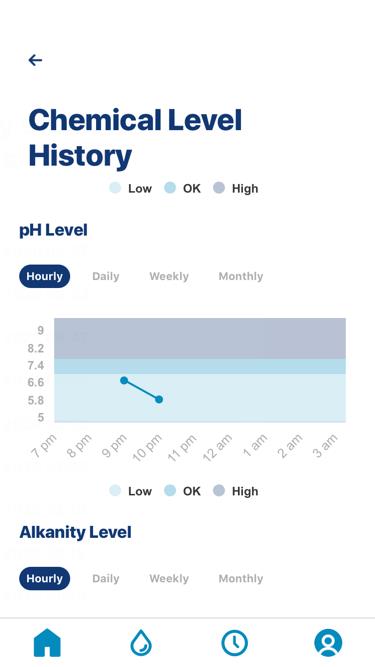 Chemical Level
History
Low OK High
pH Level
Hourly Daily Weekly Monthly
9
8.2
7.4
6.6
5.8
5
7 pm 8 pm 9 pm 10 pm 11 pm 12 am 1 am 2 am 3 am
Low OK High
Alkanity Level
Hourly Daily Weekly Monthly